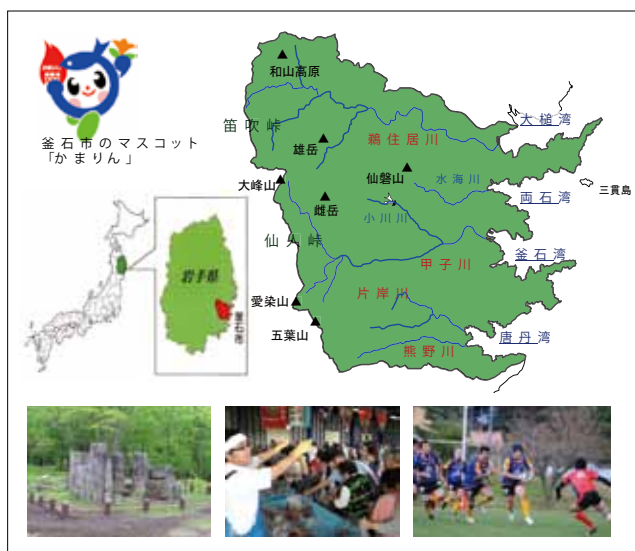 釜石市のマスコット
「かまりん」
和山高原
笛吹峠
雄岳
鵜住居川
大槌湾
大峰山
仙磐山
水海川
三貫島
両石湾
雌岳
小川川
仙人峠
釜石湾
甲子川
岩手県
釜石市
愛染山
片岸川
五葉山
唐丹湾
熊野川